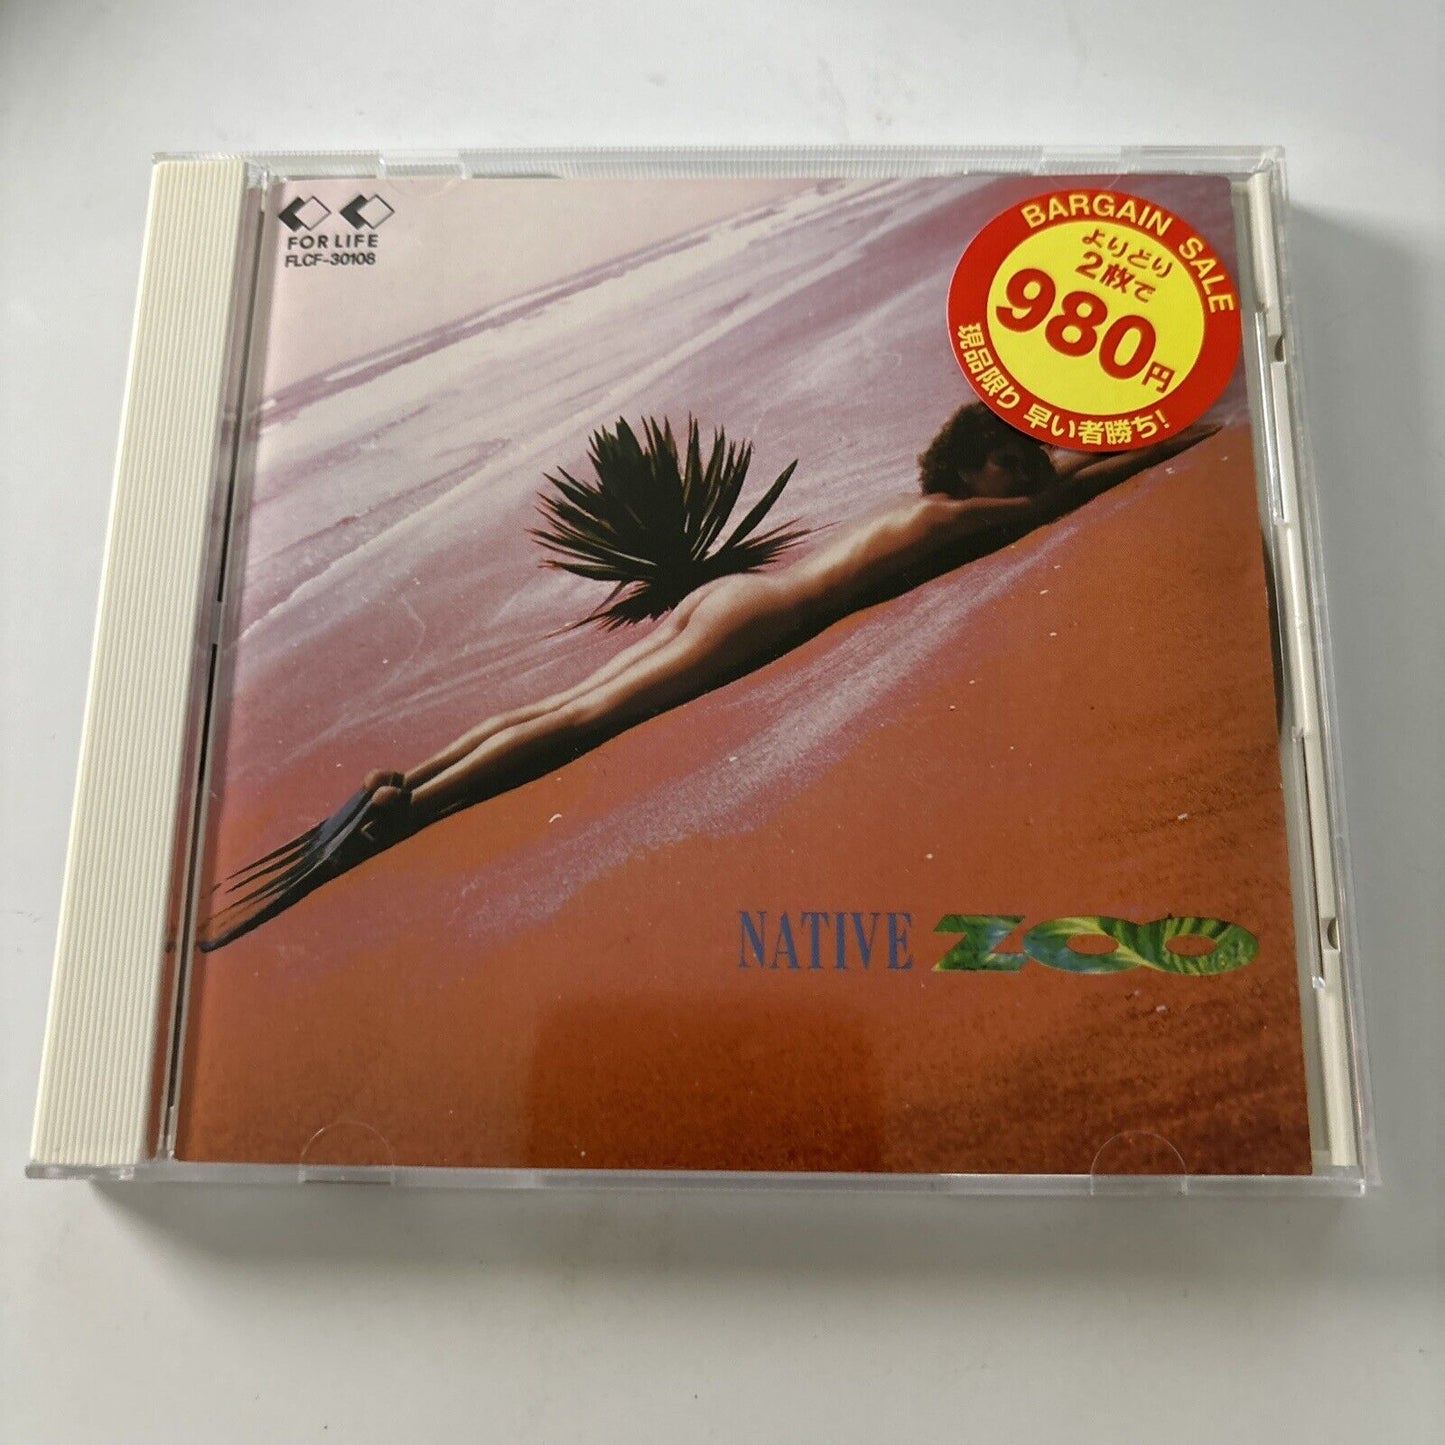 FOR LIFE
FLCF-30108
BARGAIN SALE
よりどり
2枚で
980円
現品限り 早い者勝ち!
NATIVE ZOO